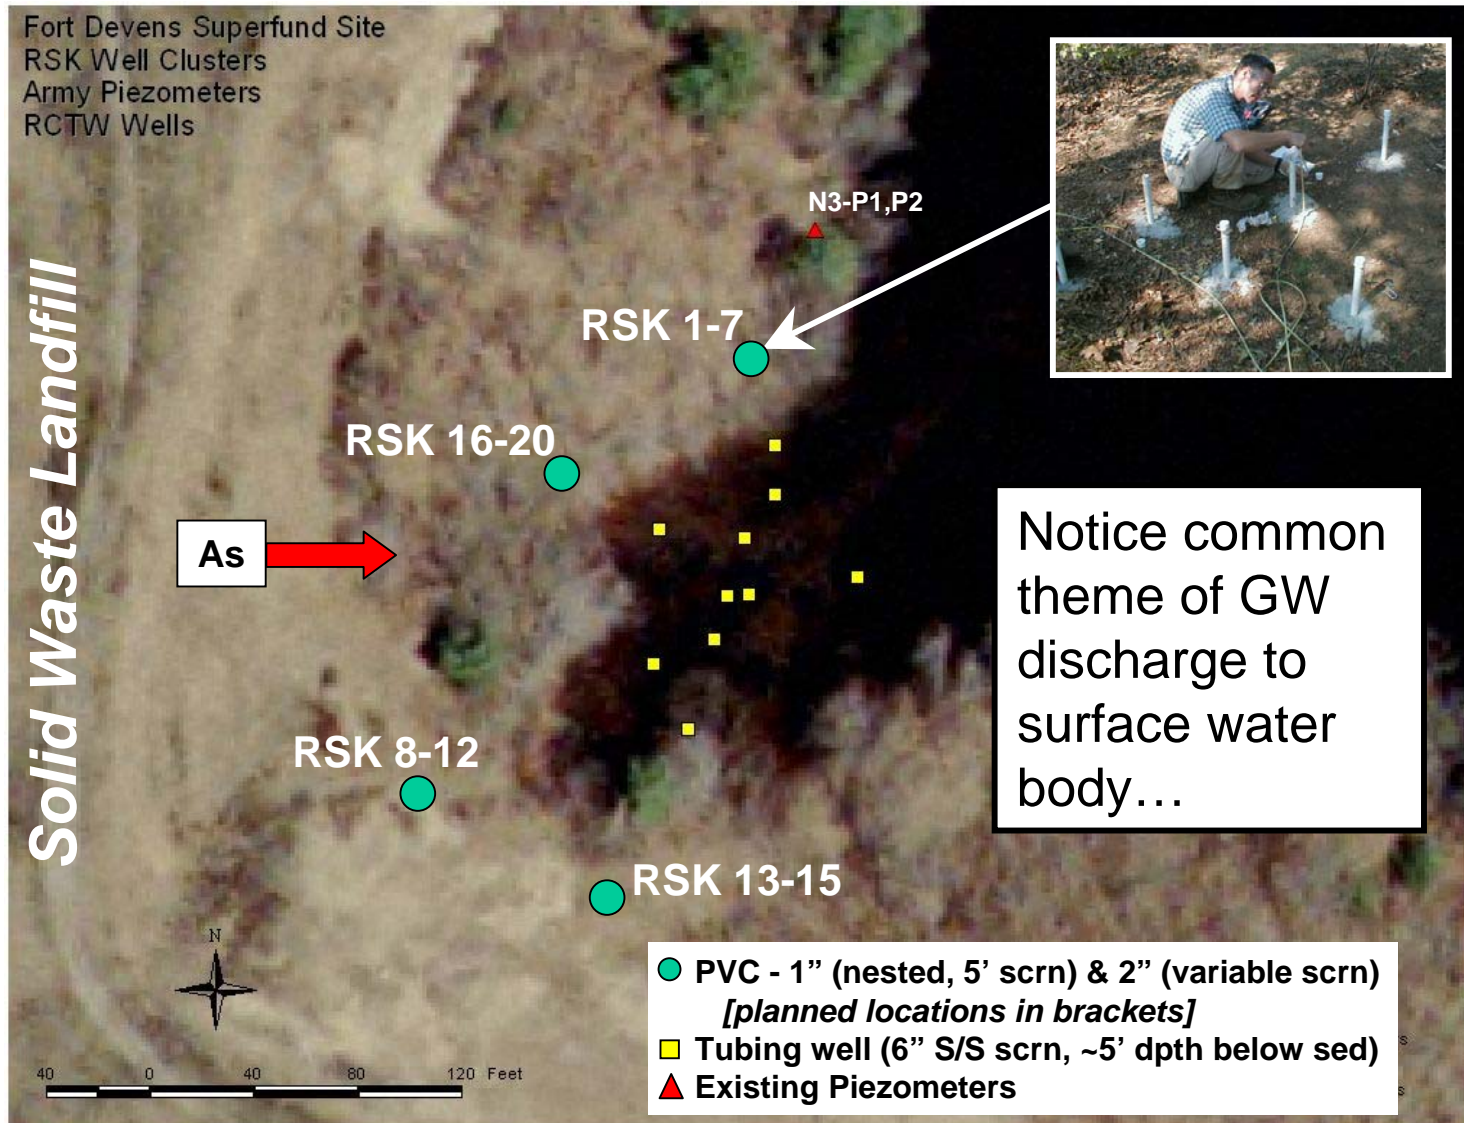 Fort Devens Superfund Site
RSK Well Clusters
Army Piezometers
RCTW Wells
N3-P1,P2
RSK 1-7
RSK 16-20
As
Solid Waste Landfill
Notice common
theme of GW
discharge to
surface water
body…
RSK 8-12
RSK 13-15
N
PVC - 1” (nested, 5’ scrn) & 2” (variable scrn)
[planned locations in brackets]
Tubing well (6” S/S scrn, ~5’ dpth below sed)
Existing Piezometers
40 0 40 80 120 Feet